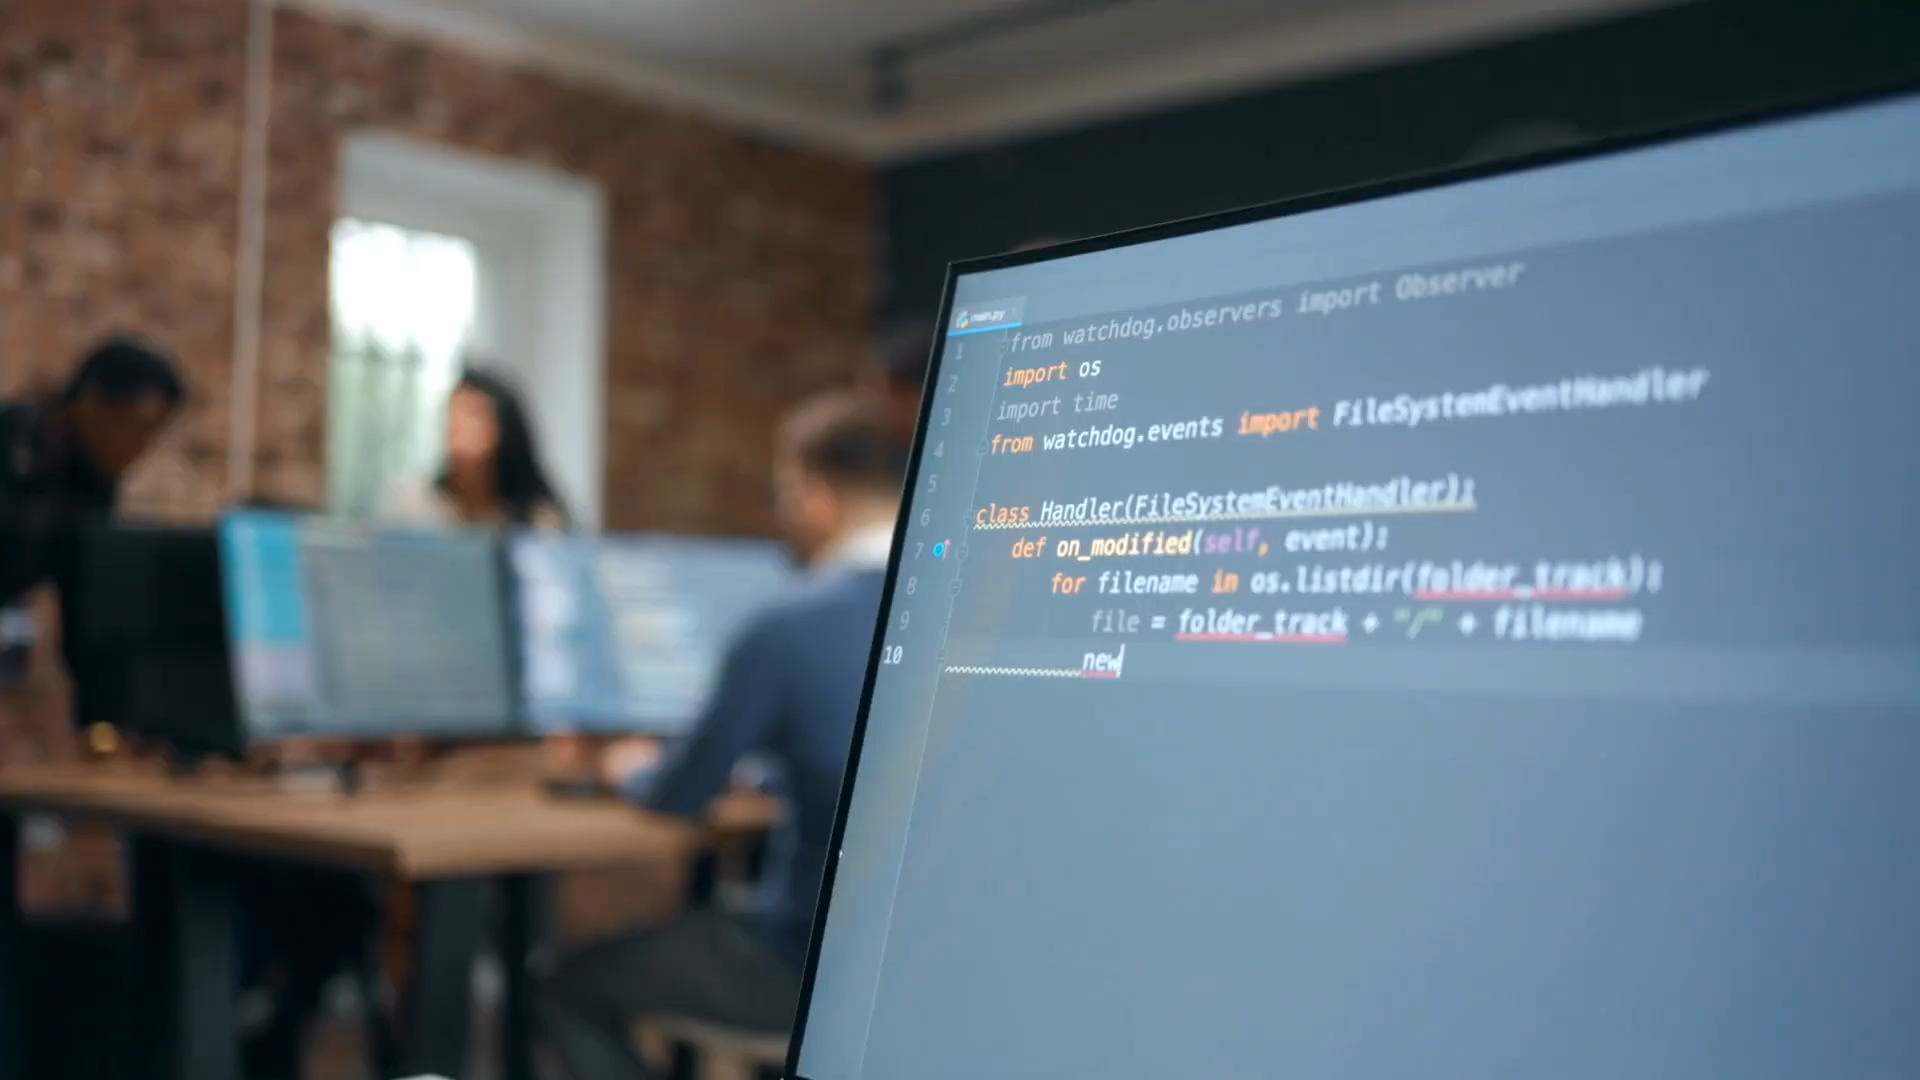 main.py
1 from watchdog.observers import Observer
2 import os
3 import time
4 from watchdog.events import FileSystemEventHandler
5
6 class Handler(FileSystemEventHandler):
7 def on_modified(self, event):
8 for filename in os.listdir(folder_track):
9 file = folder_track + "/" + filename
10 new